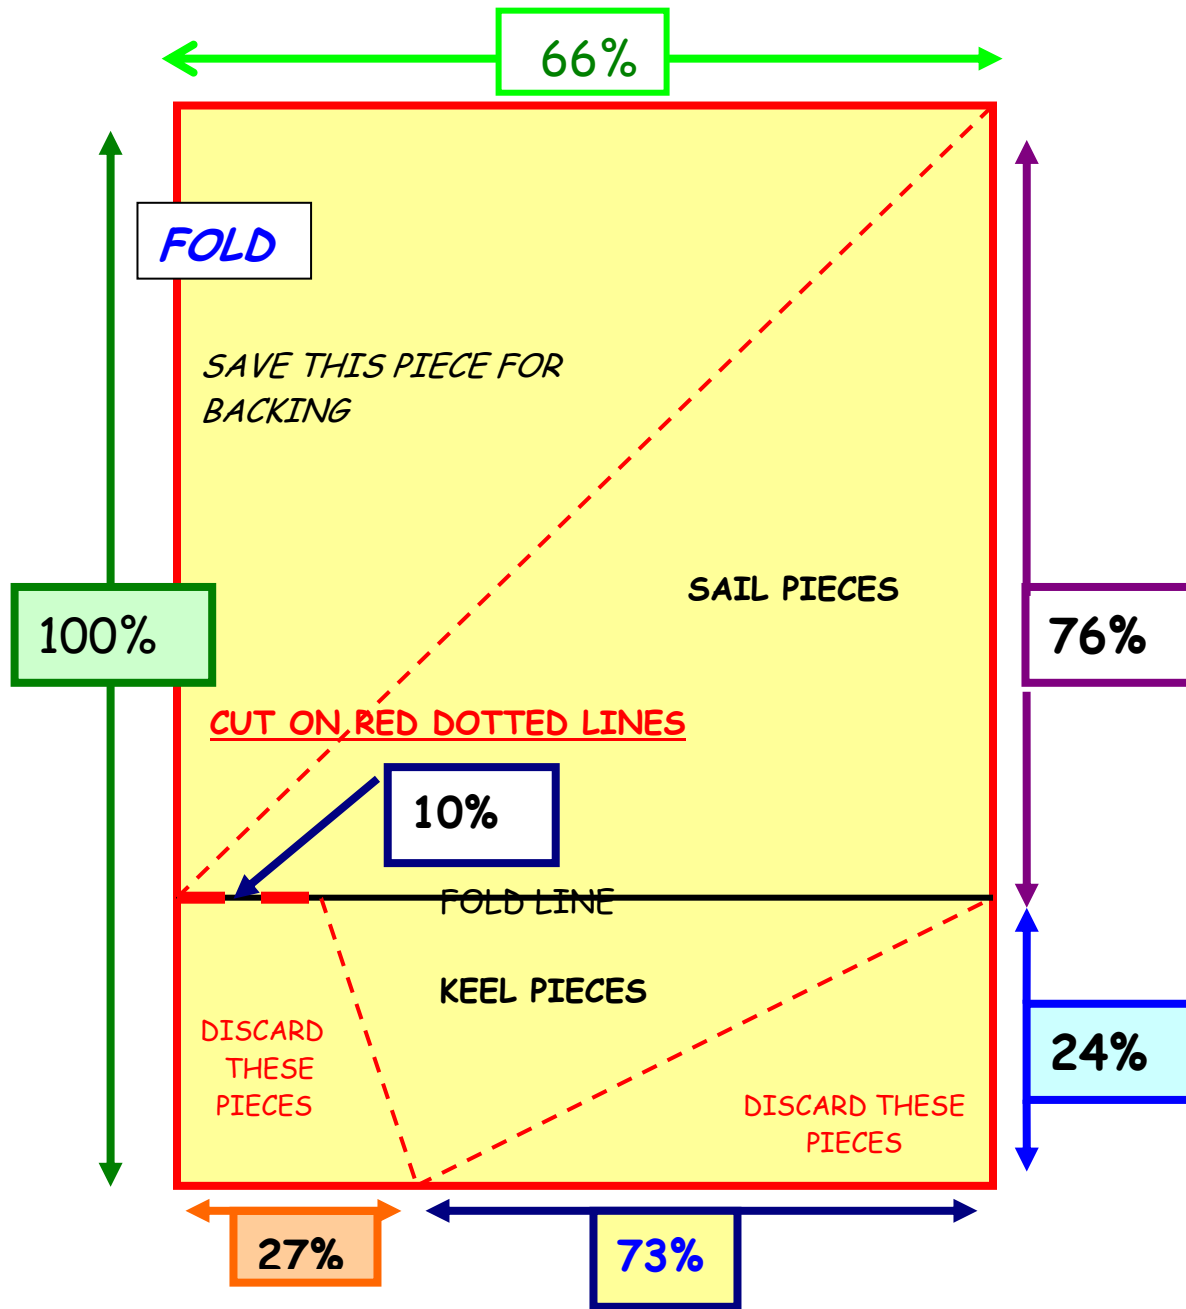 66%
FOLD
SAVE THIS PIECE FOR
BACKING
SAIL PIECES
100%
76%
CUT ON RED DOTTED LINES
10%
FOLD LINE
KEEL PIECES
DISCARD
THESE
PIECES
24%
DISCARD THESE
PIECES
27%
73%